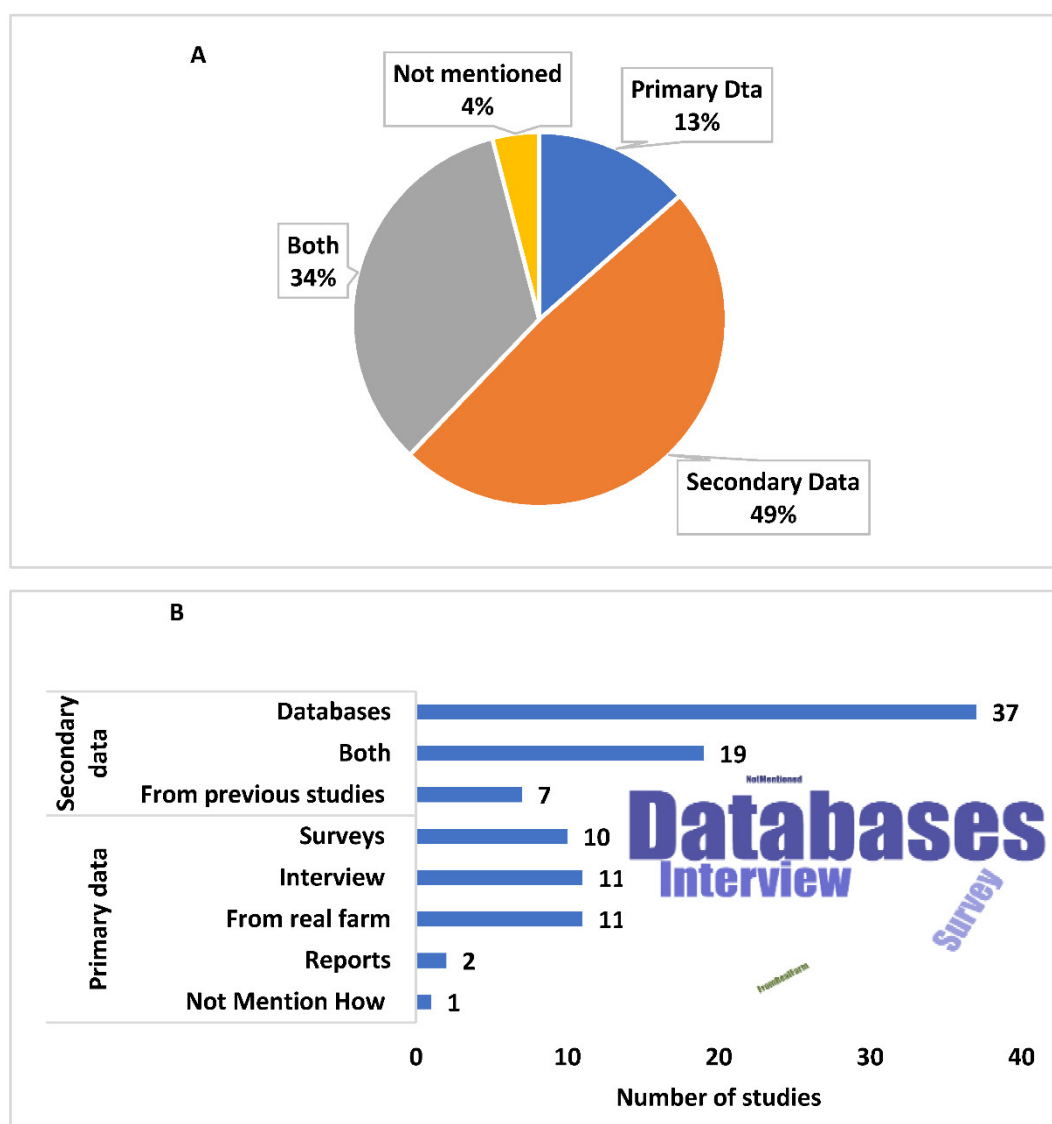 A
Not mentioned
4%
Primary Dta
13%
Both
34%
Secondary Data
49%
B
Secondary
data
Databases
37
Both
19
From previous studies
7
Primary data
Surveys
10
Interview
11
From real farm
11
Reports
2
Not Mention How
1
NotMentioned
Databases
Interview
Survey
FromRealFarm
0
10
20
30
40
Number of studies